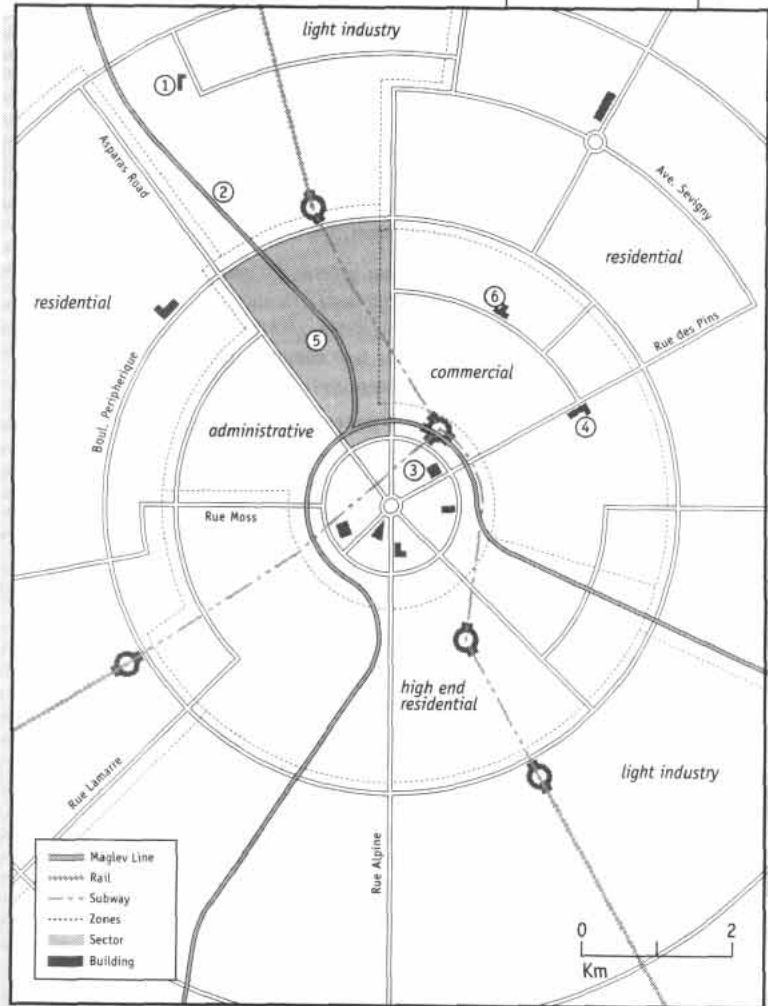 light industry
1
Asparas Road
2
Ave. Sevigny
residential
residential
6
Rue des Pins
5
Boul. Peripherique
commercial
administrative
4
3
Rue Moss
high end
residential
light industry
Rue Lamarre
Rue Alpine
Maglev Line
Rail
Subway
Zones
Sector
Building
0 2
Km